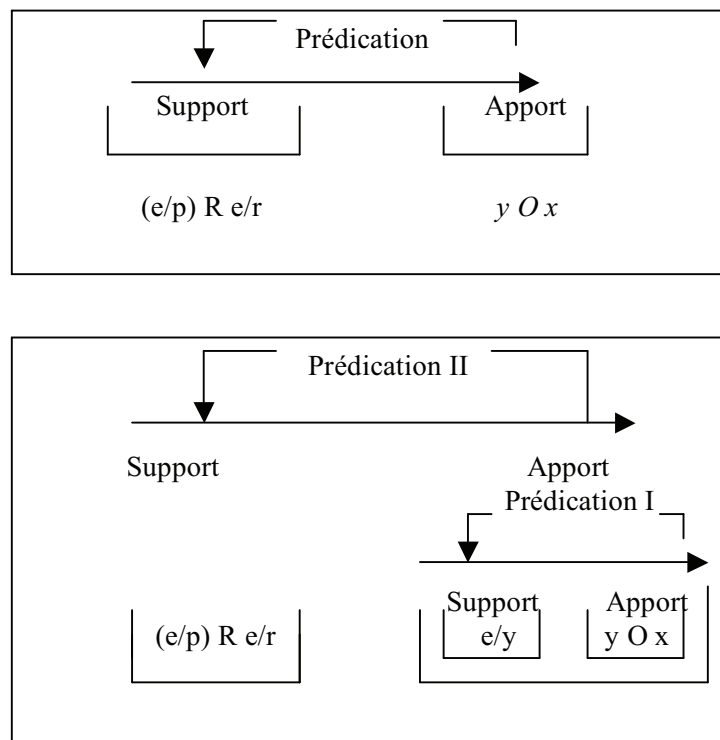 Prédication
Support Apport
(e/p) R e/r y O x
Prédication II
Support Apport
Prédication I
Support Apport
(e/p) R e/r e/y y O x